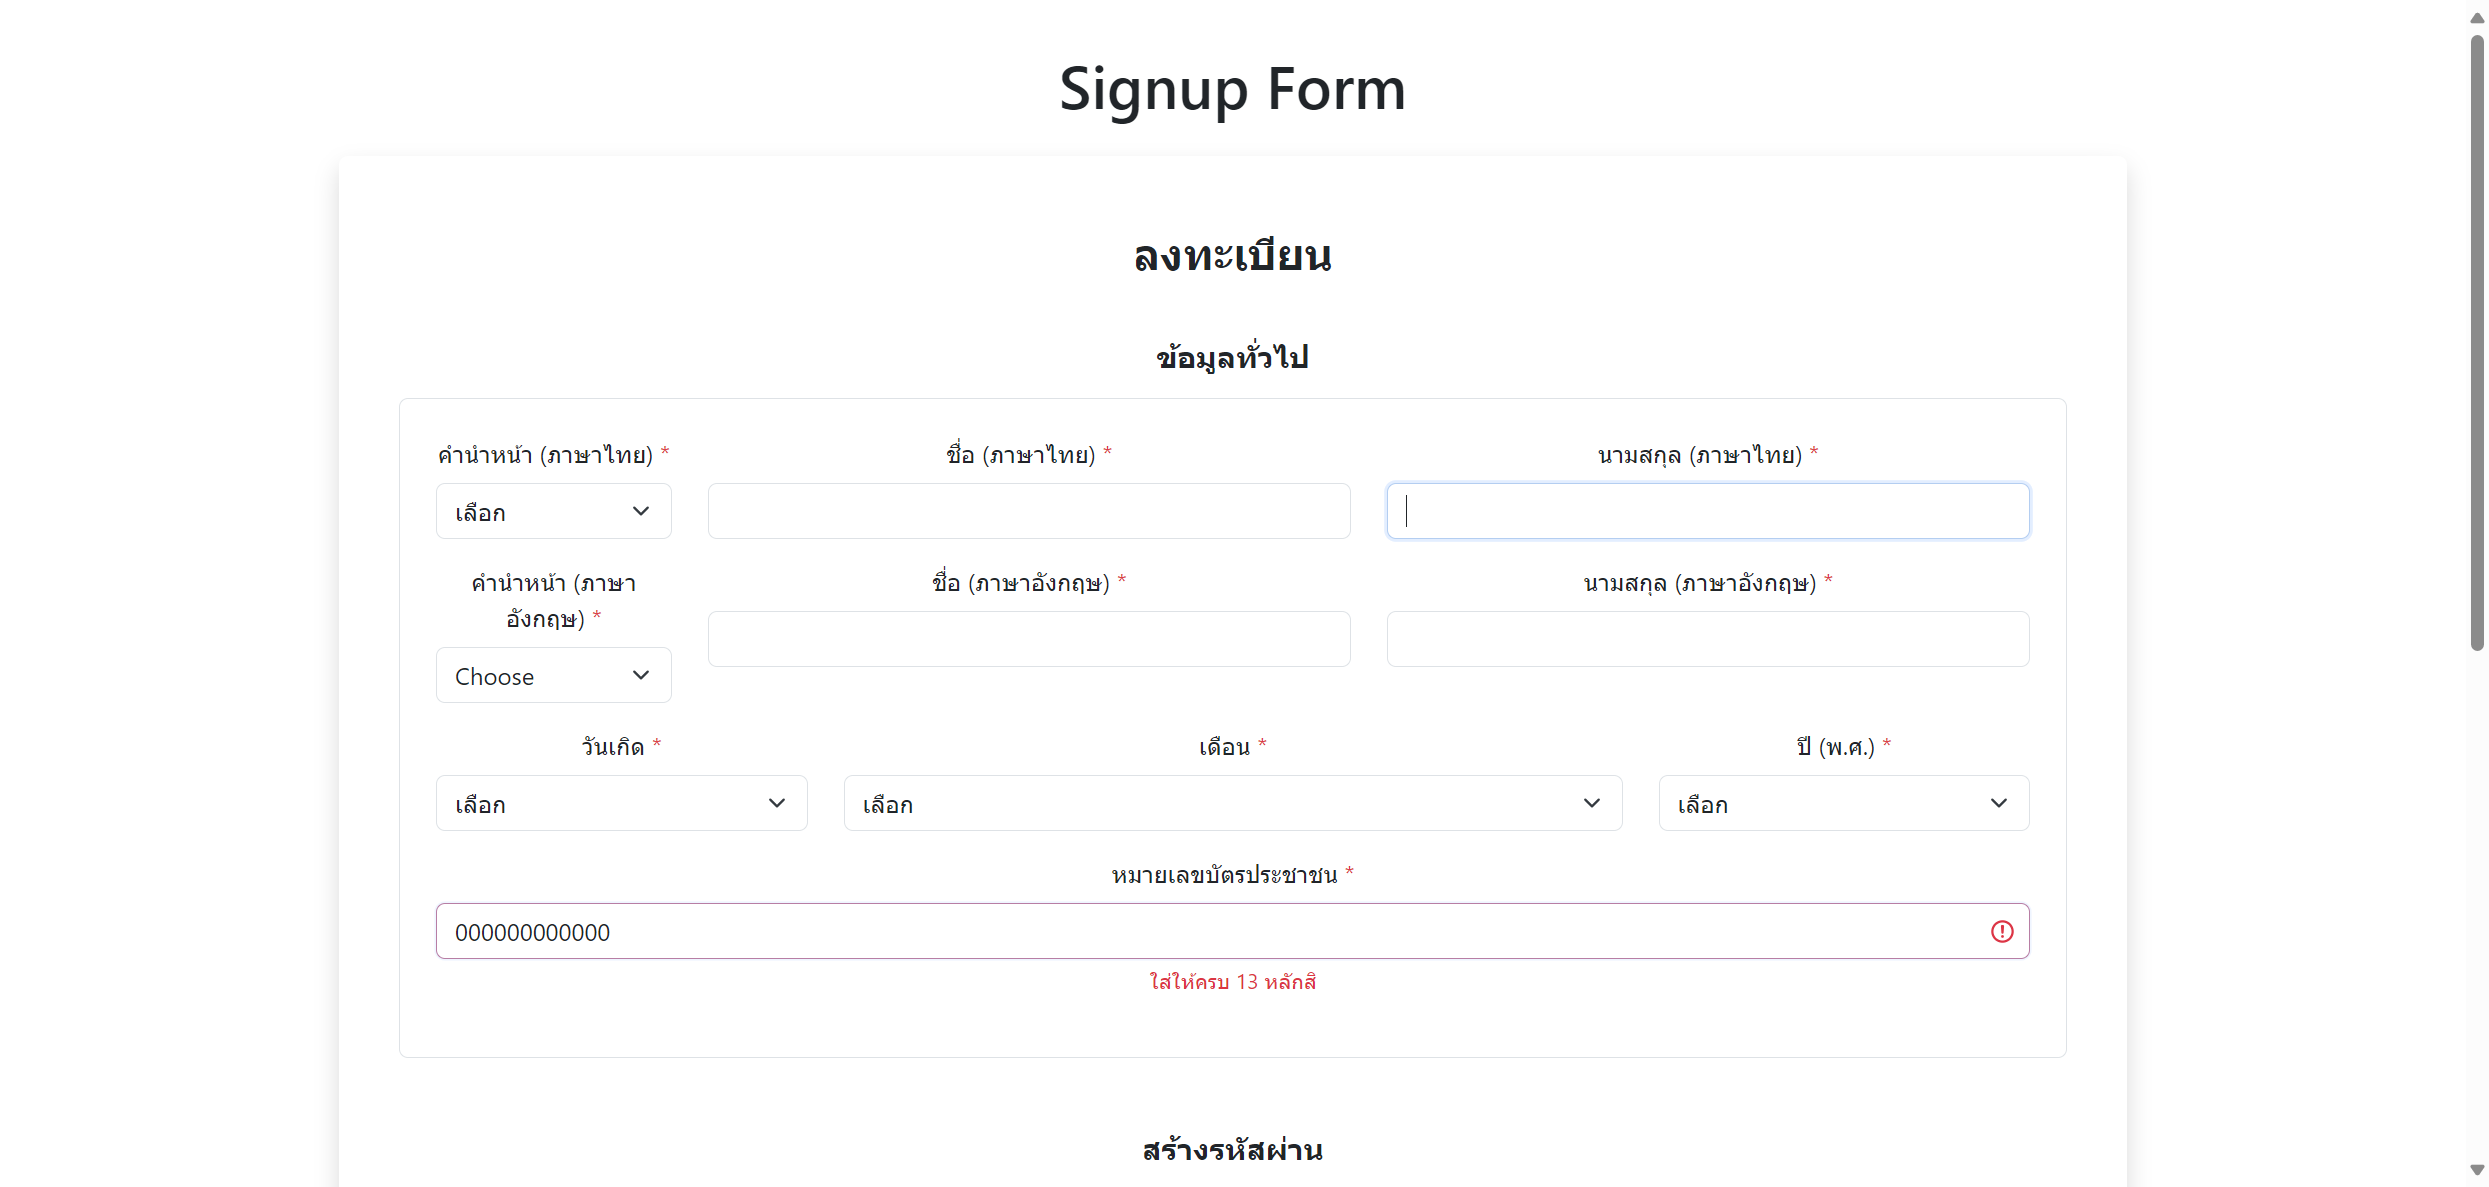 Signup Form
ลงทะเบียน
ข้อมูลทั่วไป
คำนำหน้า (ภาษาไทย) * ชื่อ (ภาษาไทย) * นามสกุล (ภาษาไทย) *
เลือก
คำนำหน้า (ภาษา
อังกฤษ) * ชื่อ (ภาษาอังกฤษ) * นามสกุล (ภาษาอังกฤษ) *
Choose
วันเกิด * เดือน * ปี (พ.ศ.) *
เลือก เลือก เลือก
หมายเลขบัตรประชาชน *
000000000000
ใส่ให้ครบ 13 หลักสิ
สร้างรหัสผ่าน